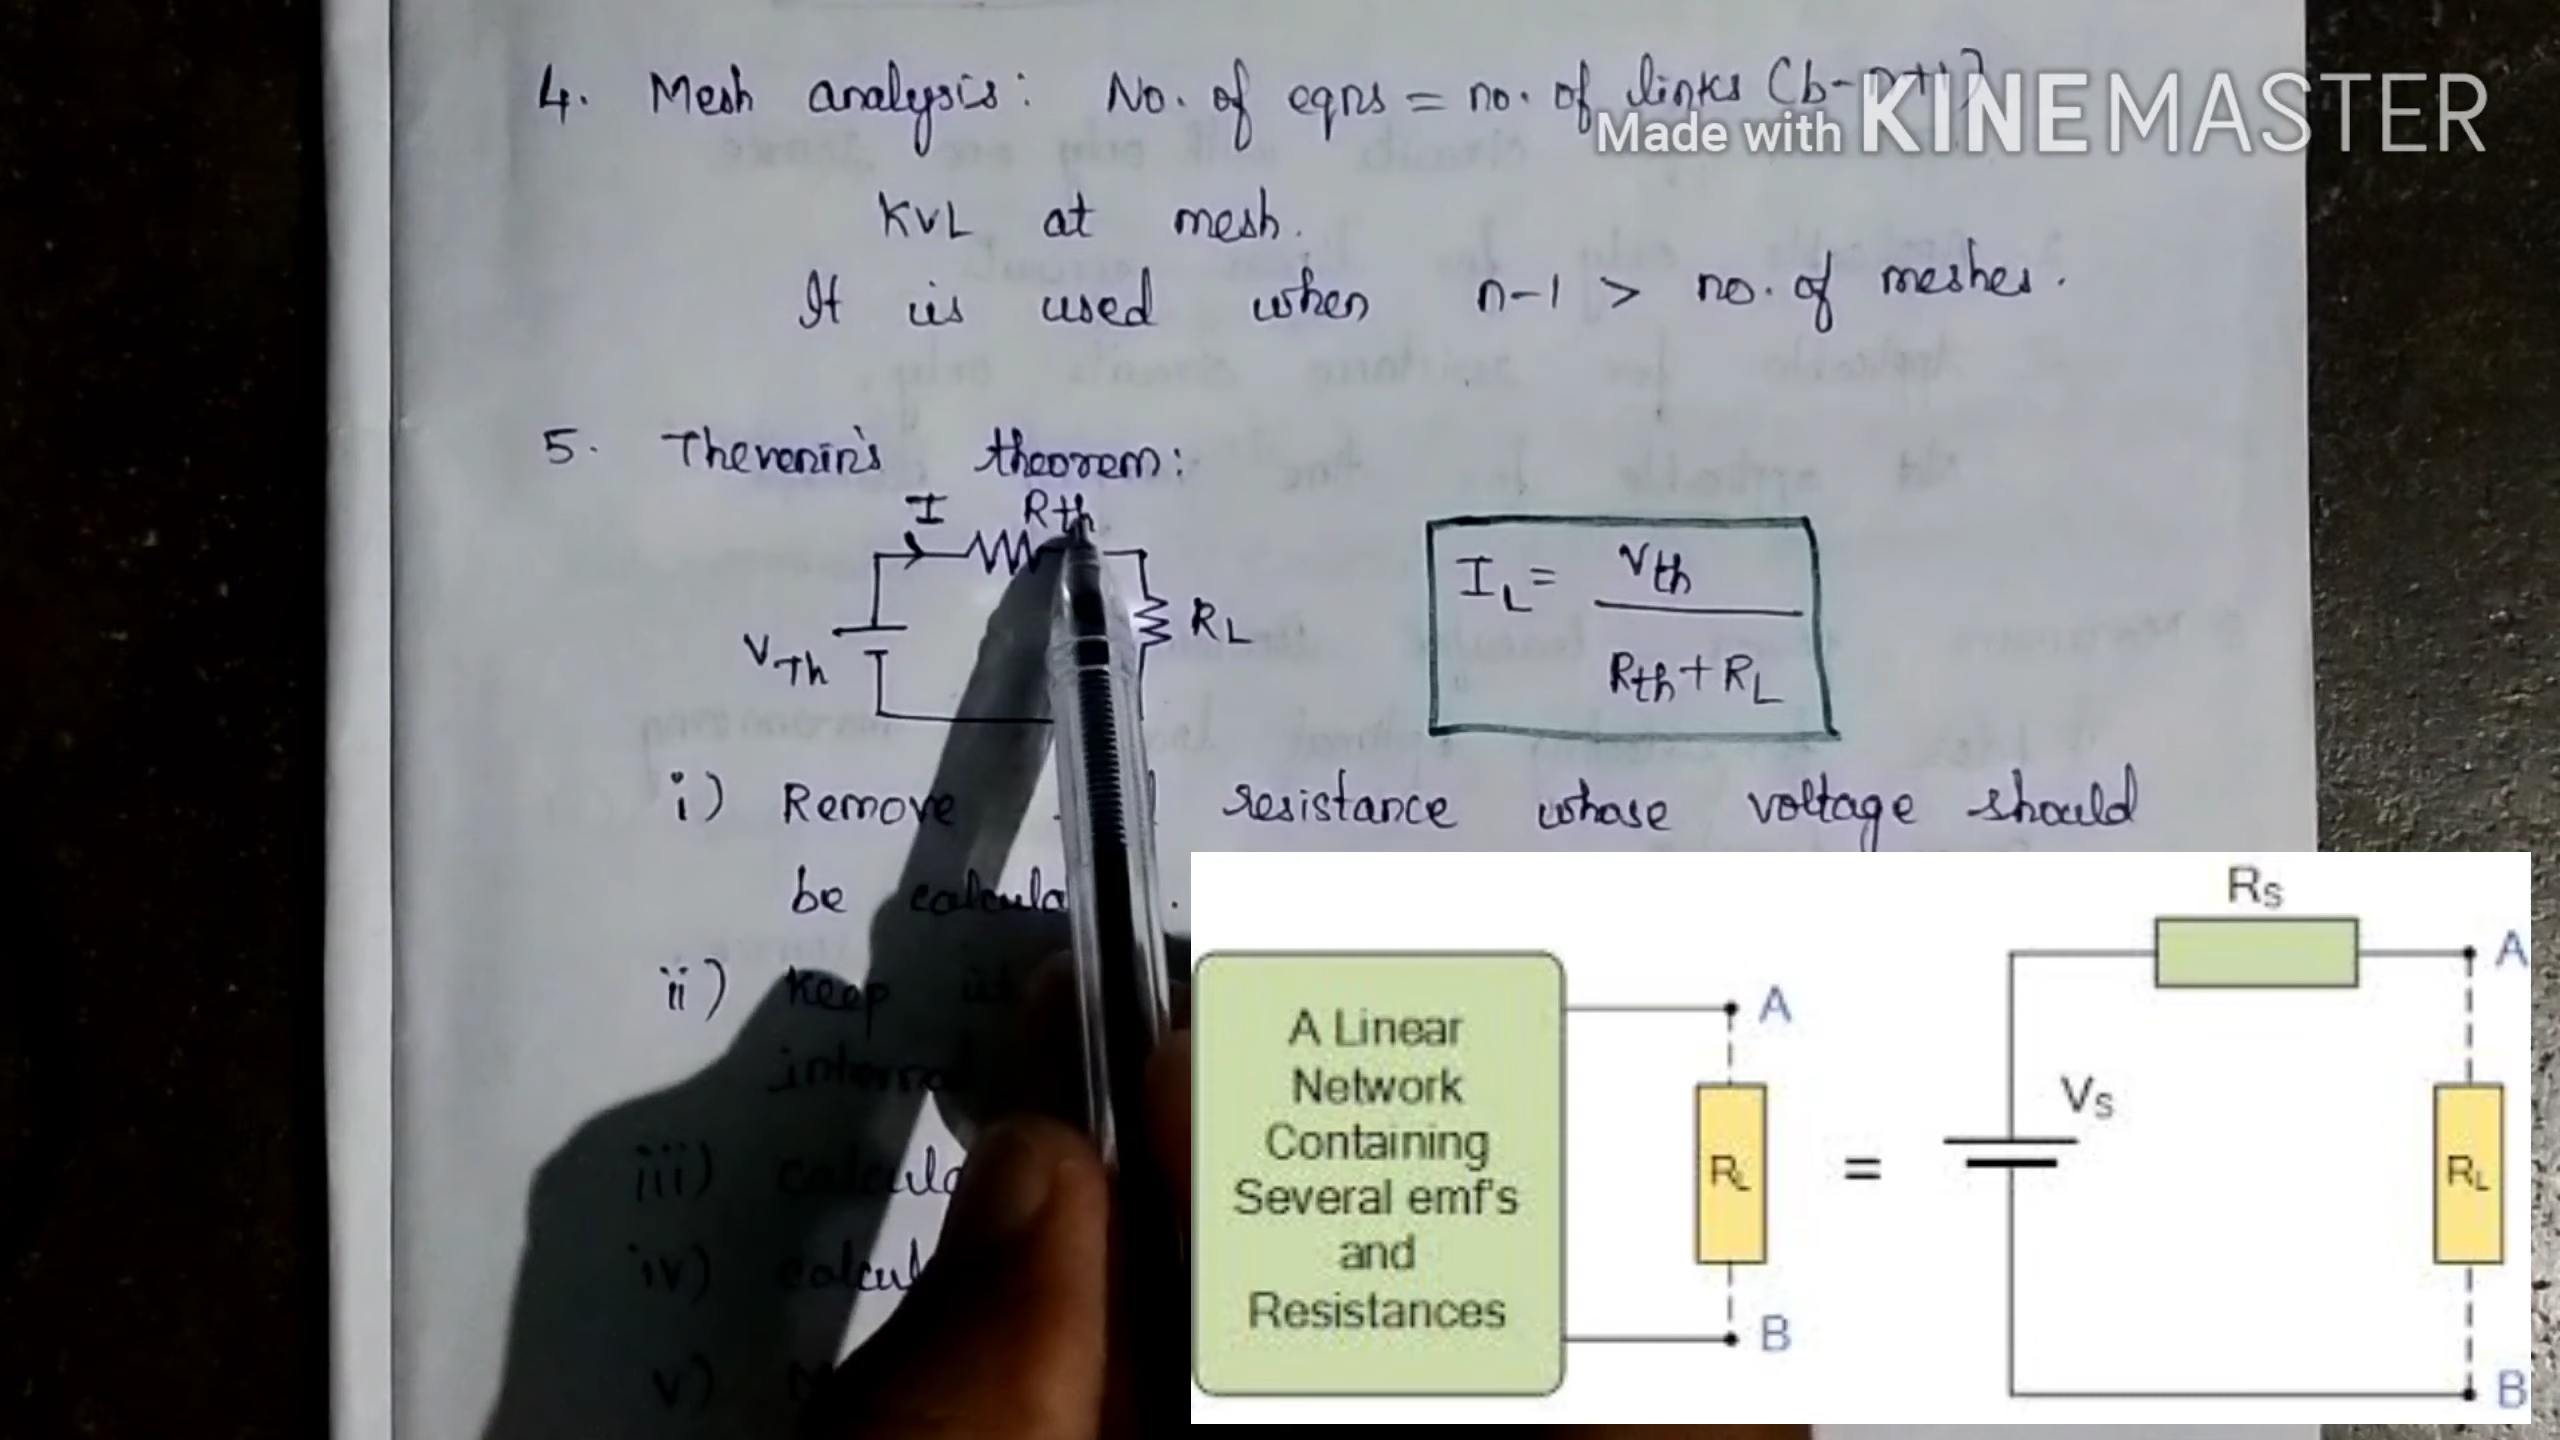 4. Mesh analysis: No. of eqns = no. of links (b-n+1)
Made with KINEMASTER
KVL at mesh.
It is used when n-1 > no. of meshes.
5. Thevenin's theorem:
I Rth
VTh
RL
IL = Vth
Rth+RL
i) Remove resistance whose voltage should
be
ii) Keep
iii)
iv)
v)
A Linear
Network
Containing
Several emf's
and
Resistances
A
RL
B
=
RS
A
VS
RL
B